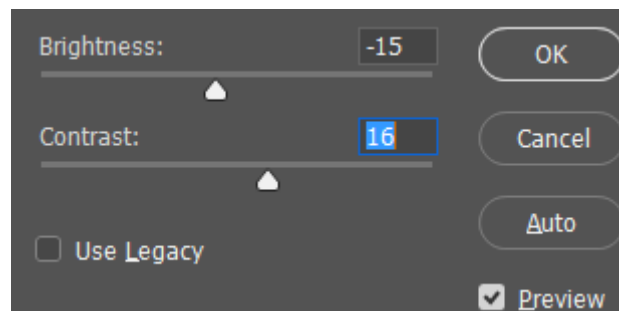 Brightness: -15
OK
Contrast: 16
Cancel
Auto
Use Legacy
Preview